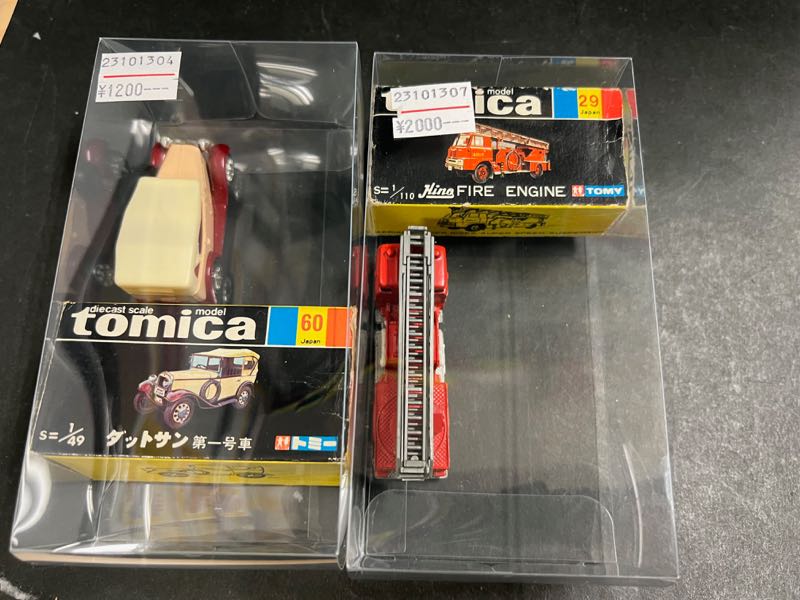 23101304
¥1200---
diecast scale model
tomica
60
Japan
S=1/49
ダットサン 第一号車
トミー
23101307
¥2000---
model
tomica
29
Japan
S=1/110
Hino FIRE ENGINE
TOMY